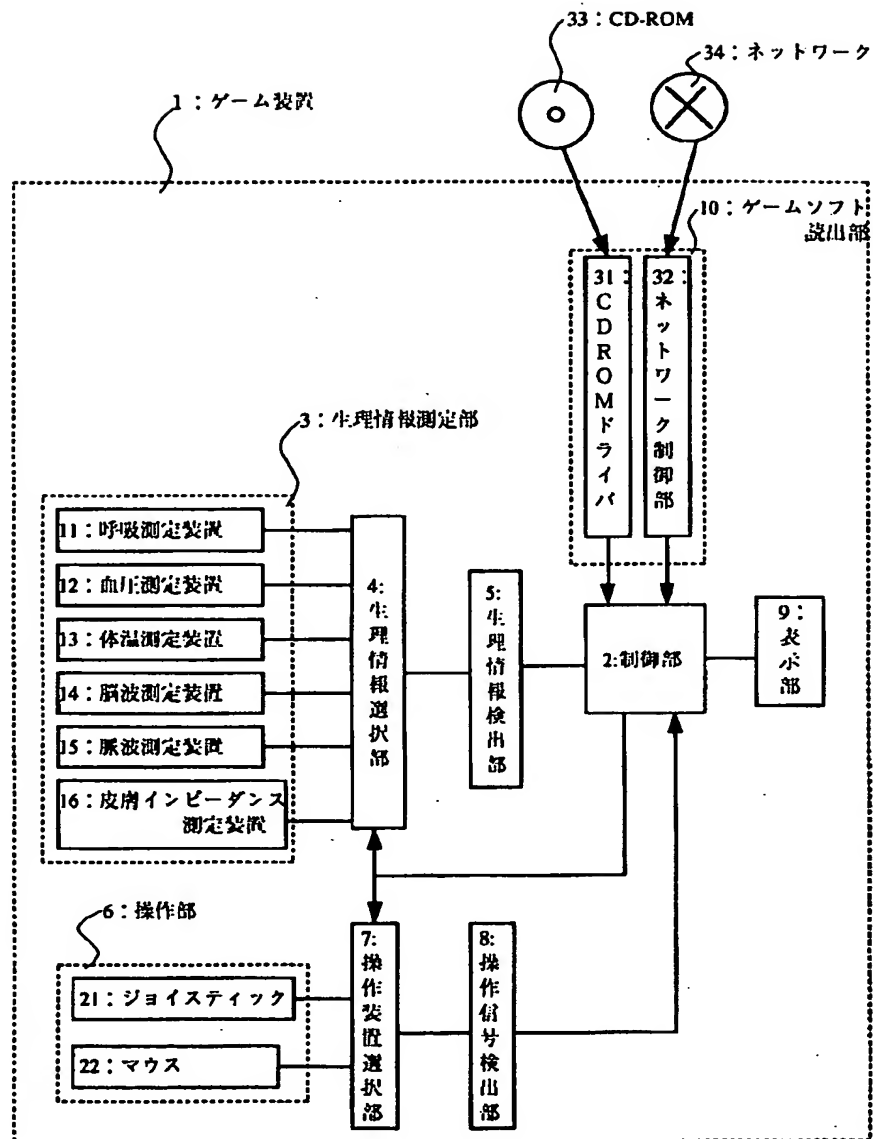 33：CD-ROM
34：ネットワーク
1：ゲーム装置
10：ゲームソフト
読出部
31：CDROMドライバ
32：ネットワーク制御部
3：生理情報測定部
11：呼吸測定装置
12：血圧測定装置
13：体温測定装置
14：脳波測定装置
15：脈波測定装置
16：皮膚インピーダンス
測定装置
4:生理情報選択部
5:生理情報検出部
2:制御部
9：表示部
6：操作部
21：ジョイスティック
22：マウス
7:操作装置選択部
8:操作信号検出部